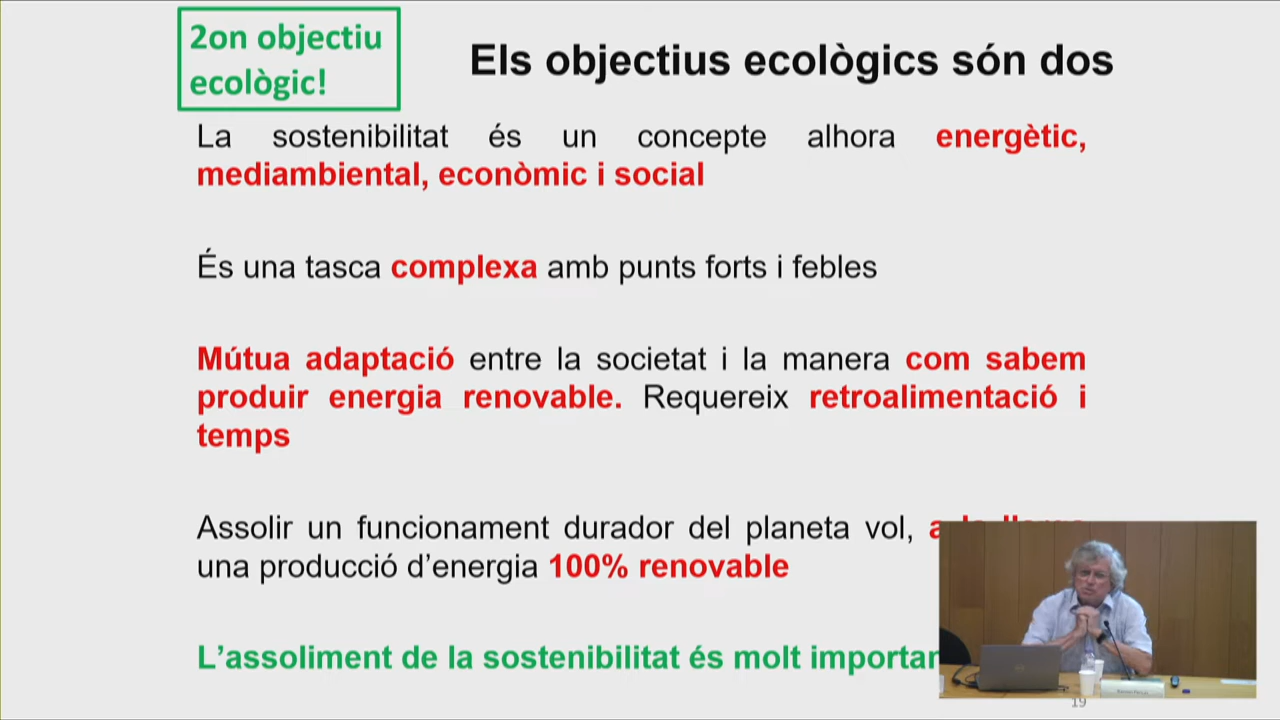 2on objectiu
ecològic!
Els objectius ecològics són dos
La sostenibilitat és un concepte alhora energètic,
mediambiental, econòmic i social
És una tasca complexa amb punts forts i febles
Mútua adaptació entre la societat i la manera com sabem
produir energia renovable. Requereix retroalimentació i
temps
Assolir un funcionament durador del planeta vol,
una producció d’energia 100% renovable
L’assoliment de la sostenibilitat és molt
19